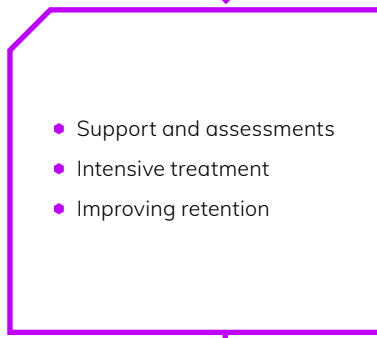 Support and assessments
Intensive treatment
Improving retention